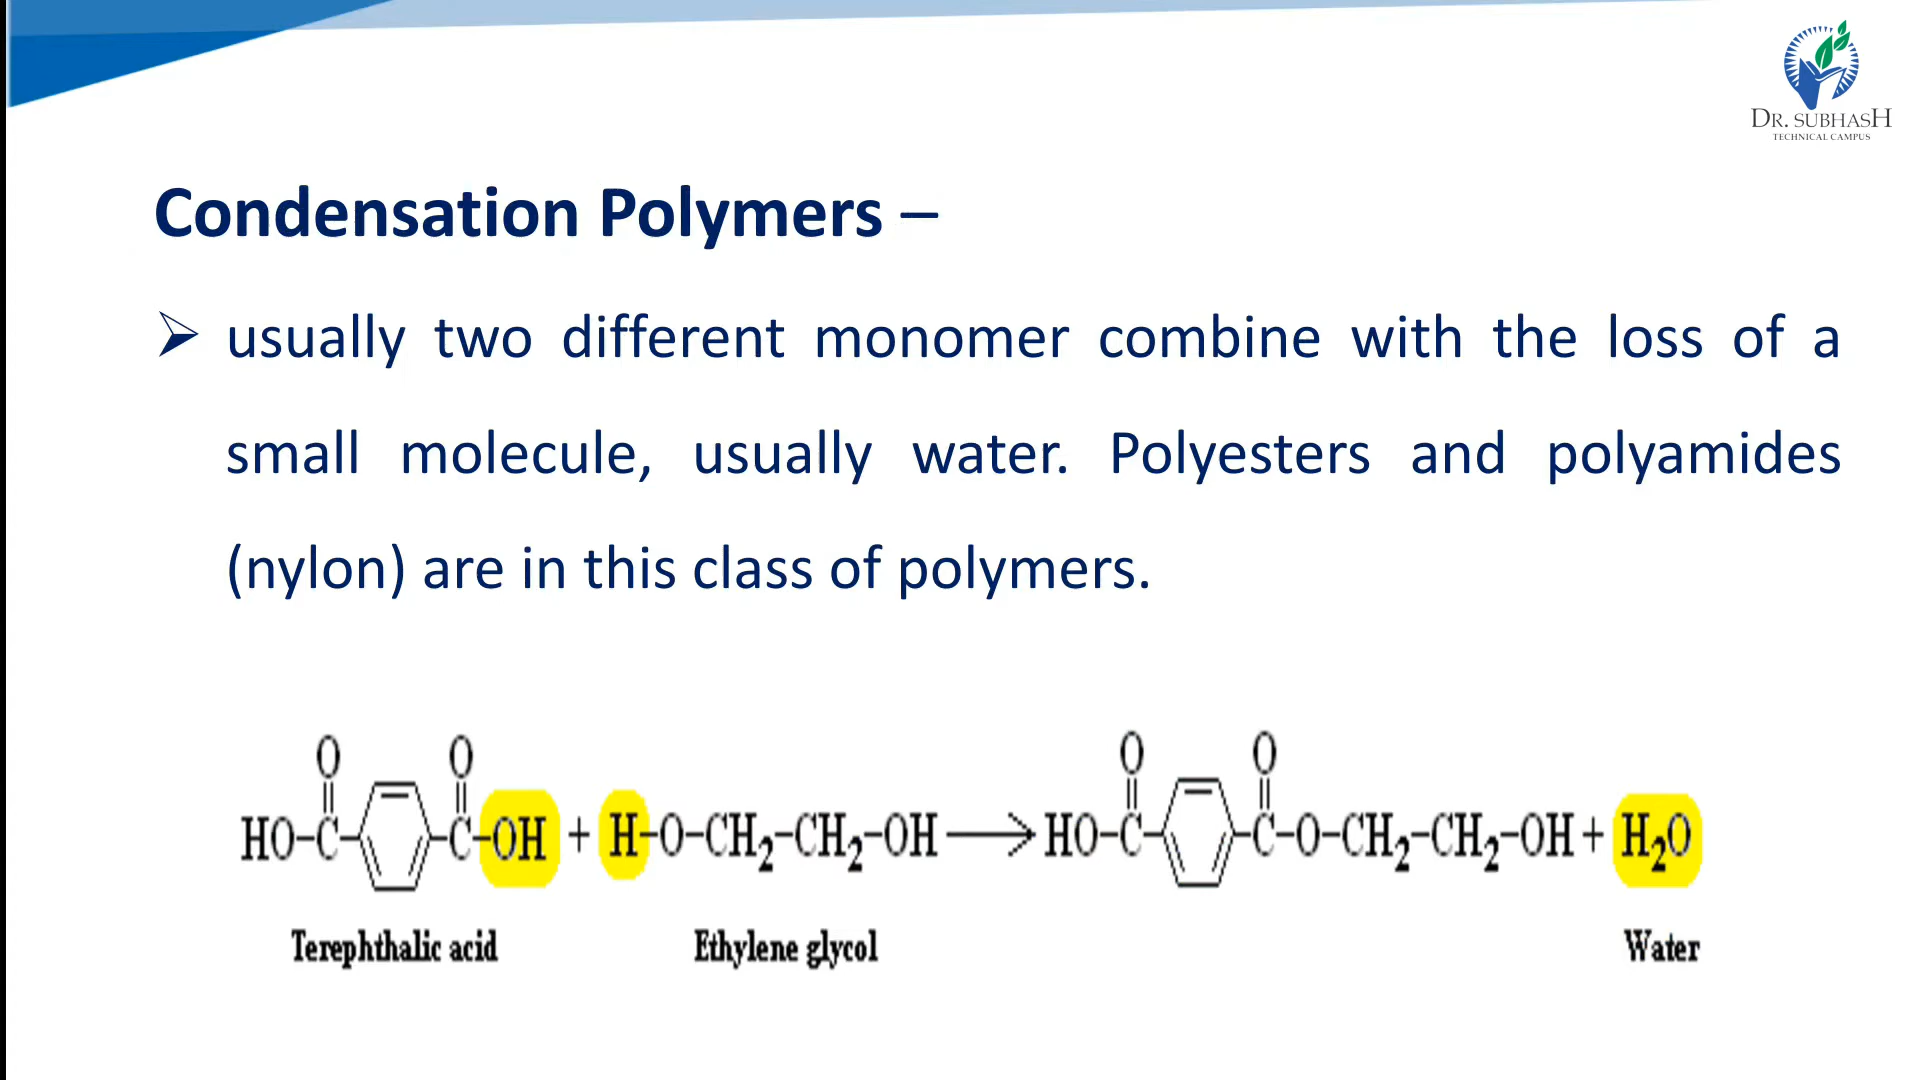 DR. SUBHASH
TECHNICAL CAMPUS
Condensation Polymers –
usually two different monomer combine with the loss of a
small molecule, usually water. Polyesters and polyamides
(nylon) are in this class of polymers.
O O O O
HO–C– –C–OH + H–O–CH₂–CH₂–OH ⟶ HO–C– –C–O–CH₂–CH₂–OH + H₂O
Terephthalic acid Ethylene glycol Water